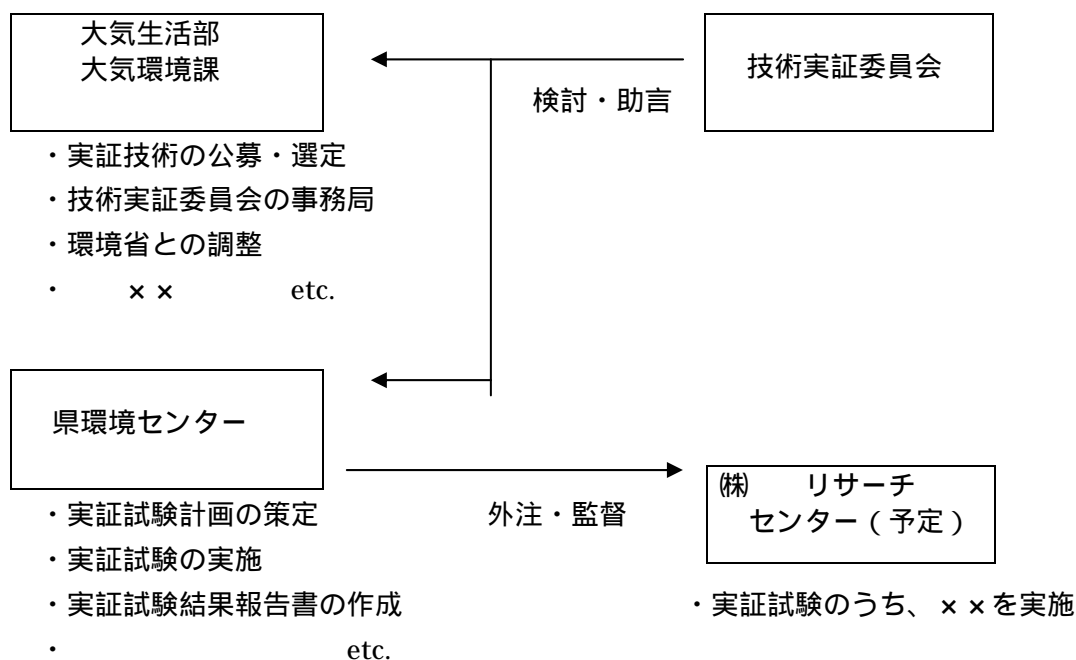 大気生活部
大気環境課
技術実証委員会
検討・助言
・実証技術の公募・選定
・技術実証委員会の事務局
・環境省との調整
・　　××　　　etc.
県環境センター
・実証試験計画の策定
・実証試験の実施
・実証試験結果報告書の作成
・　　　　　　etc.
外注・監督
㈱　　リサーチ
センター（予定）
・実証試験のうち、××を実施